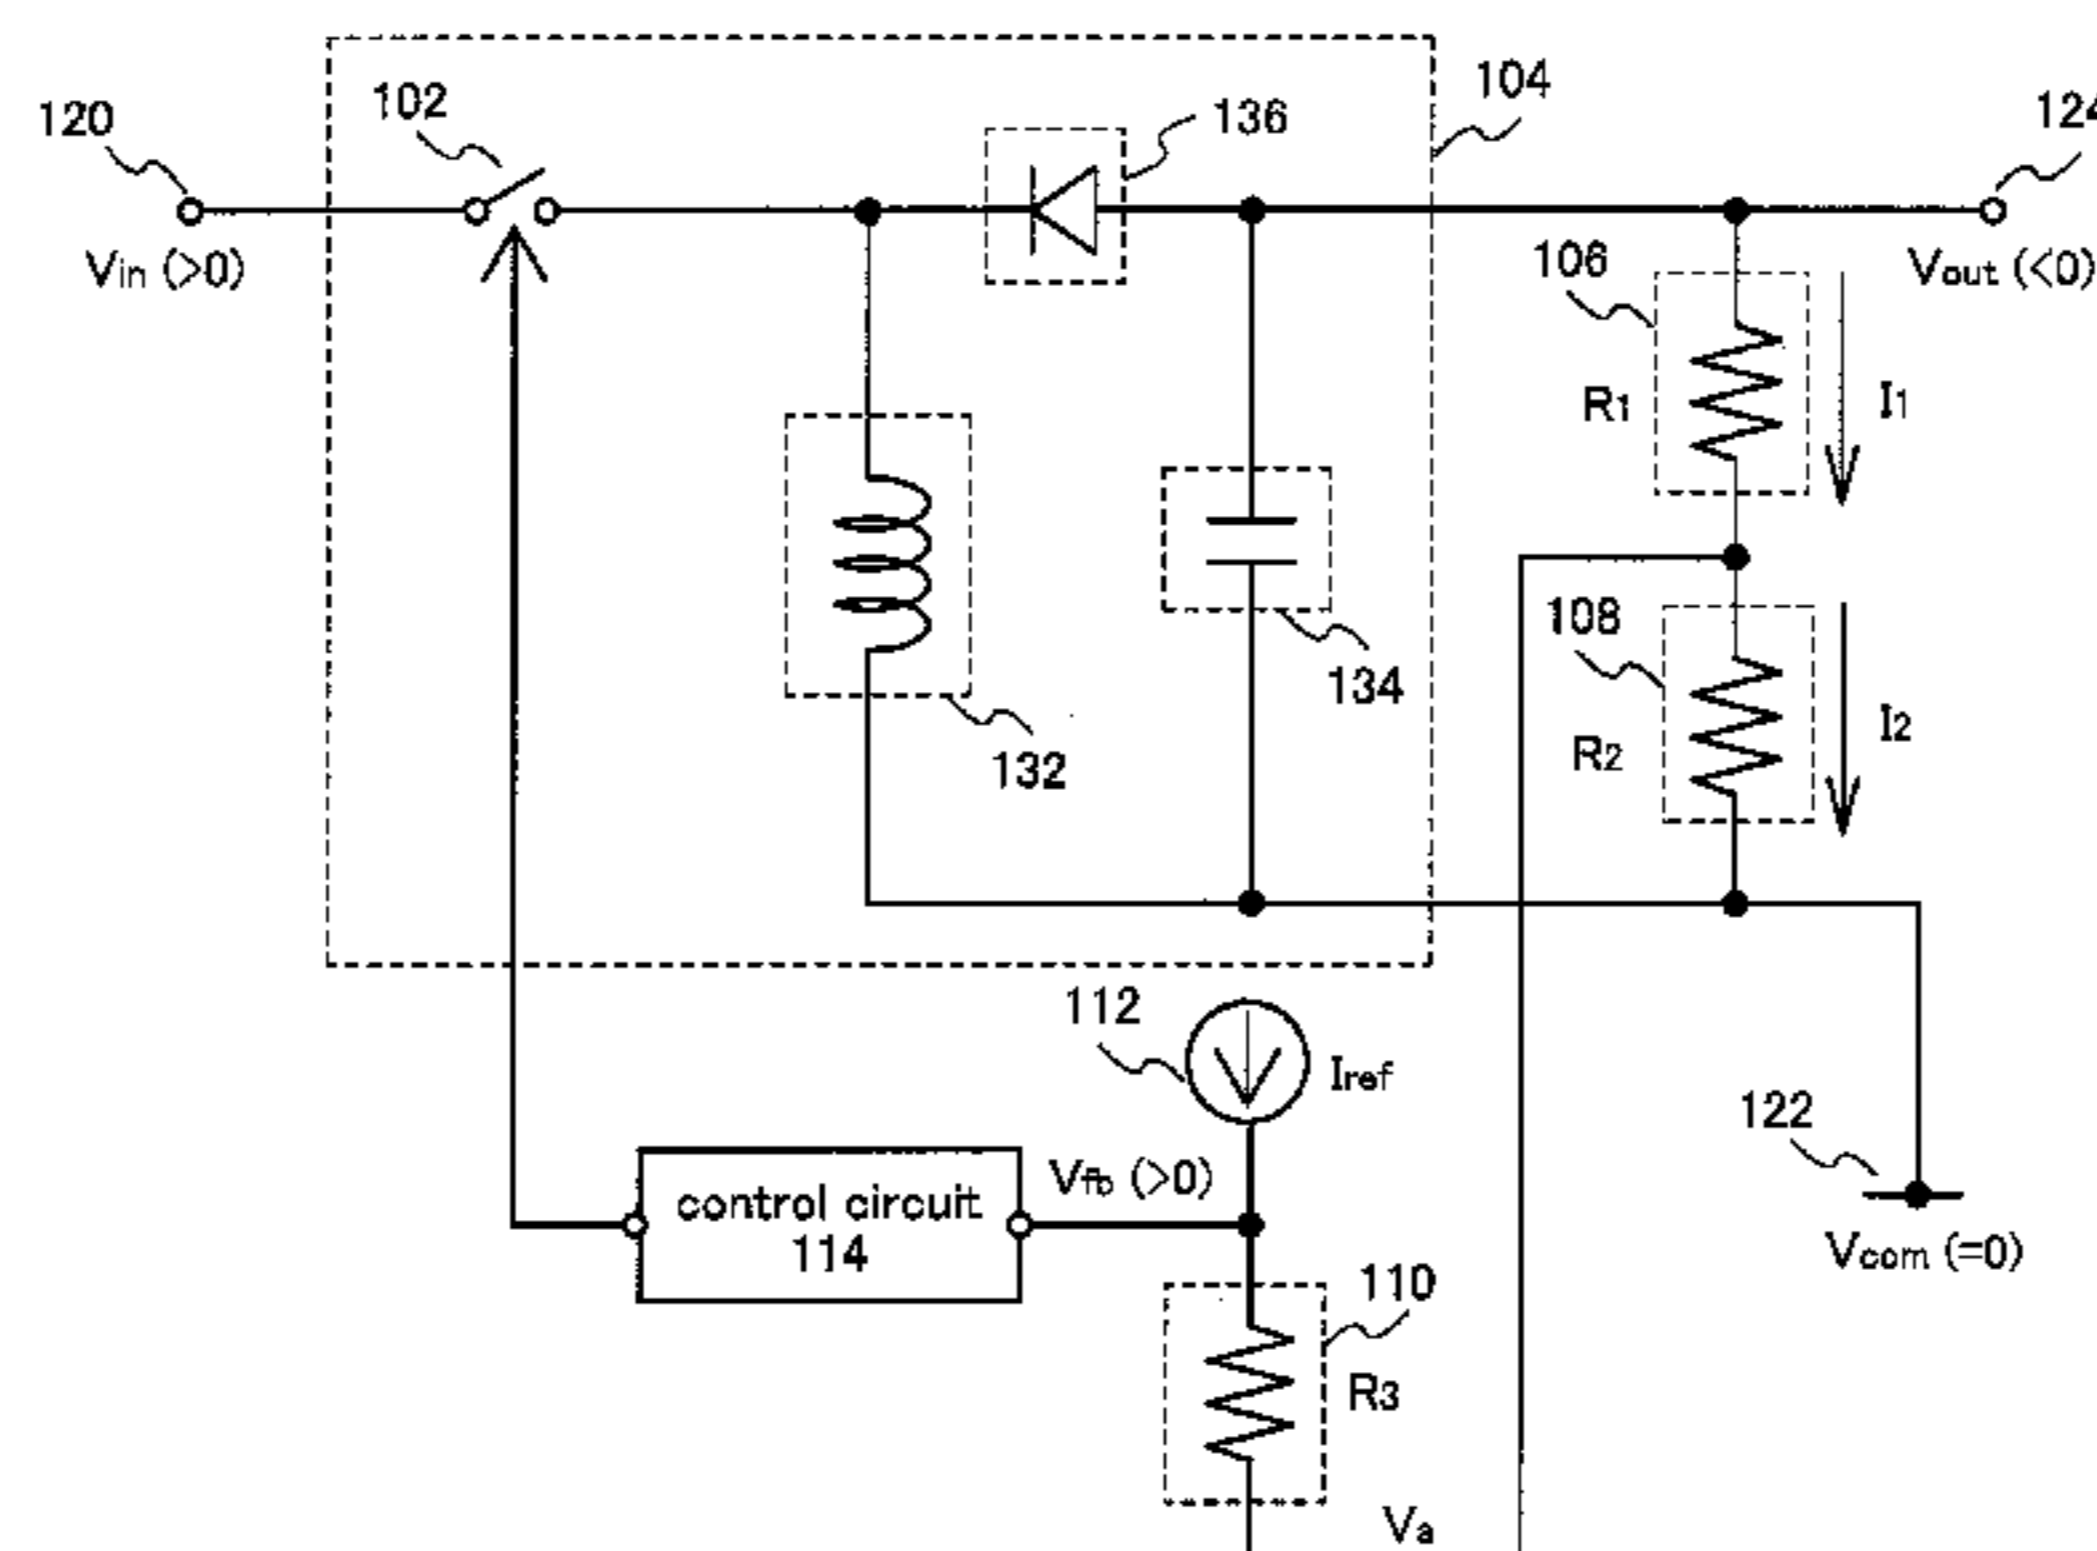 120
102
136
104
124
Vin (>0)
106
Vout (<0)
R1
I1
108
134
132
R2
I2
112
Iref
122
Vfb (>0)
control circuit
114
Vcom (=0)
110
R3
Va